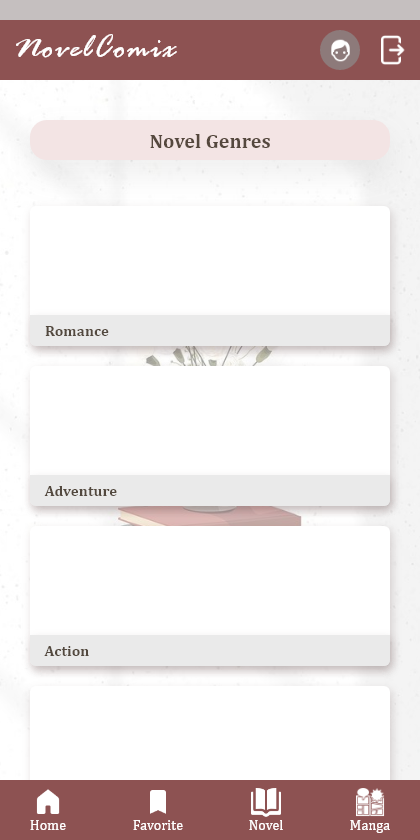 NovelComix
Novel Genres
Romance
Adventure
Action
Home
Favorite
Novel
Manga